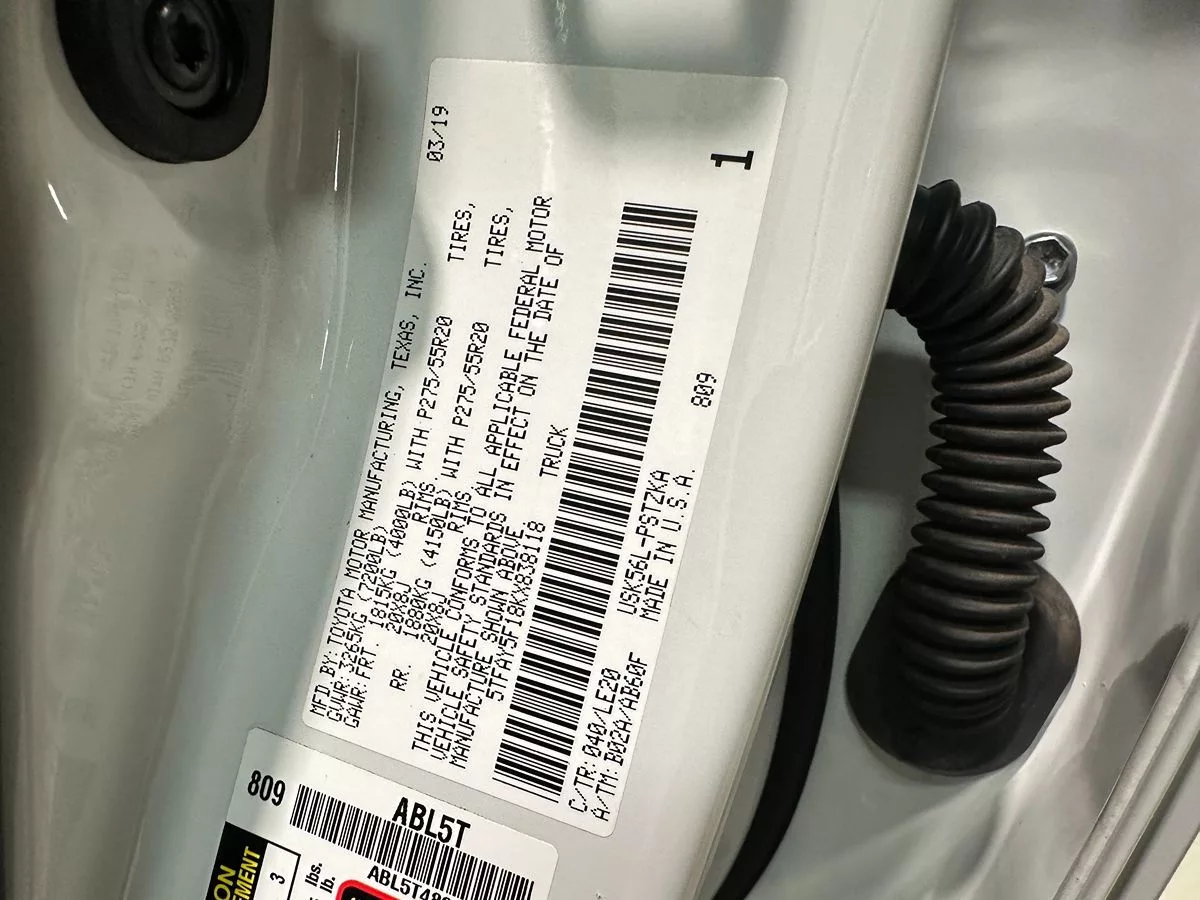 MFD BY:TOYOTA MOTOR MANUFACTURING, TEXAS, INC. 03/19
GVWR:3265KG (7200LB)
GAWR:FRT 1815KG (4000LB) WITH P275/55R20 TIRES,
20X8J RIMS
RR. 1880KG (4150LB) WITH P275/55R20 TIRES,
20X8J RIMS
THIS VEHICLE CONFORMS TO ALL APPLICABLE FEDERAL MOTOR
VEHICLE SAFETY STANDARDS IN EFFECT ON THE DATE OF
MANUFACTURE SHOWN ABOVE
5TFAY5F18KX838118 TRUCK
C/TR: 040/LE20 USK56L-PSTZKA 809 1
A/TM: B02A/AB60F MADE IN U.S.A.
809 ABL5T
3 lbs.
lb.